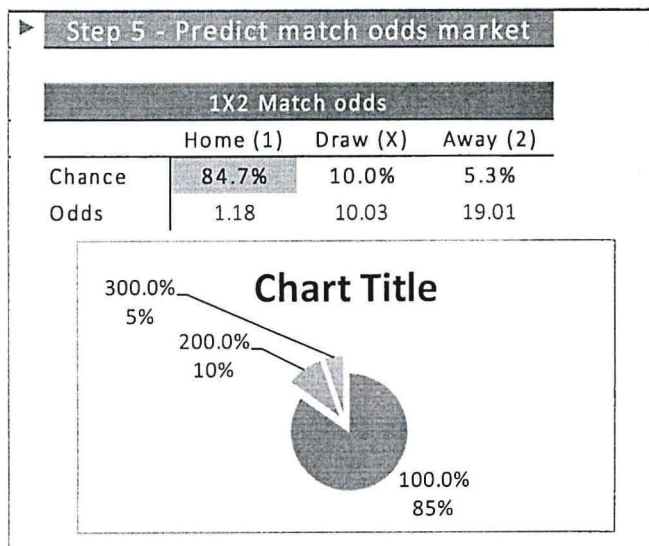 Step 5 - Predict match odds market
1X2 Match odds
Home (1) Draw (X) Away (2)
Chance 84.7% 10.0% 5.3%
Odds 1.18 10.03 19.01
Chart Title
300.0%
5%
200.0%
10%
100.0%
85%